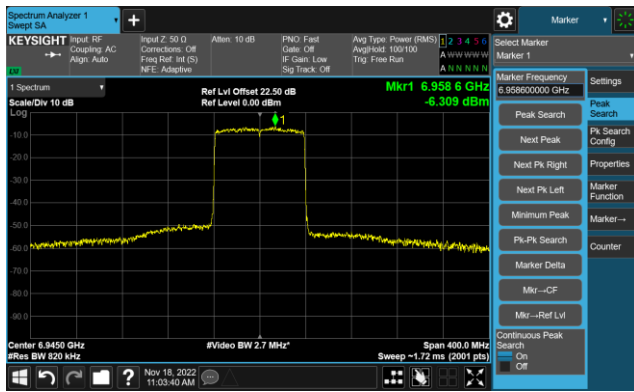 Spectrum Analyzer 1
Swept SA
Marker
KEYSIGHT
Input: RF
Coupling: AC
Align: Auto
Input Z: 50 Ω
Corrections: Off
Freq Ref: Int (S)
NFE: Adaptive
Atten: 10 dB
PNO: Fast
Gate: Off
IF Gain: Low
Sig Track: Off
Avg Type: Power (RMS)
Avg|Hold: 100/100
Trig: Free Run
1 2 3 4 5 6
A W W W W W
A N N N N N
LXI
Select Marker
Marker 1
1 Spectrum
Scale/Div 10 dB
Log
Ref Lvl Offset 22.50 dB
Ref Level 0.00 dBm
Mkr1 6.958 6 GHz
-6.309 dBm
1
-10.0
-20.0
-30.0
-40.0
-50.0
-60.0
-70.0
-80.0
-90.0
Center 6.9450 GHz
#Res BW 820 kHz
#Video BW 2.7 MHz*
Span 400.0 MHz
Sweep ~1.72 ms (2001 pts)
Marker Frequency
6.958600000 GHz
Peak Search
Next Peak
Next Pk Right
Next Pk Left
Minimum Peak
Pk-Pk Search
Marker Delta
Mkr→CF
Mkr→Ref Lvl
Continuous Peak
Search
On
Off
Settings
Peak
Search
Pk Search
Config
Properties
Marker
Function
Marker→
Counter
?
Nov 18, 2022
11:03:40 AM